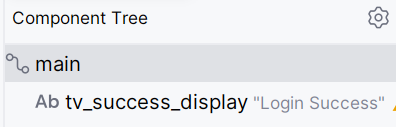 Component Tree
main
Ab tv_success_display "Login Success"